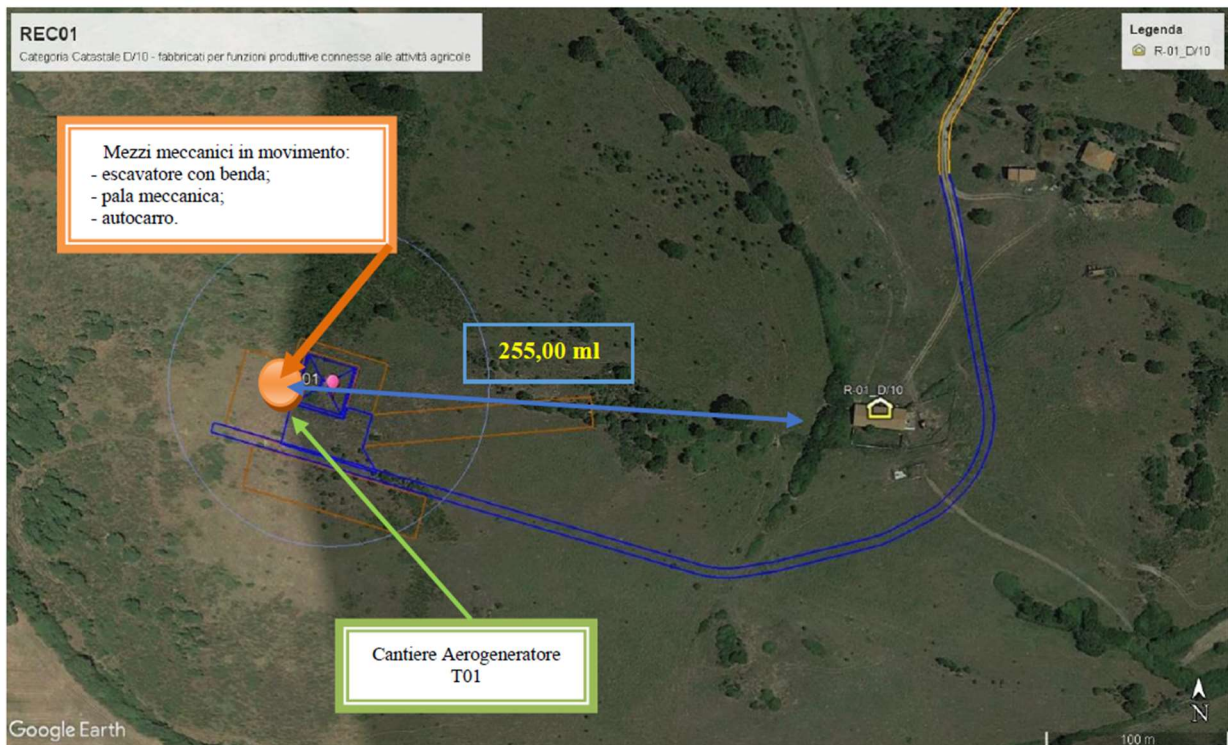 REC01
Categoria Catastale D/10 - fabbricati per funzioni produttive connesse alle attività agricole
Legenda
R-01_D/10
Mezzi meccanici in movimento:
- escavatore con benda;
- pala meccanica;
- autocarro.
255,00 ml
01
R-01_D/10
Cantiere Aerogeneratore
T01
N
Google Earth
100 m